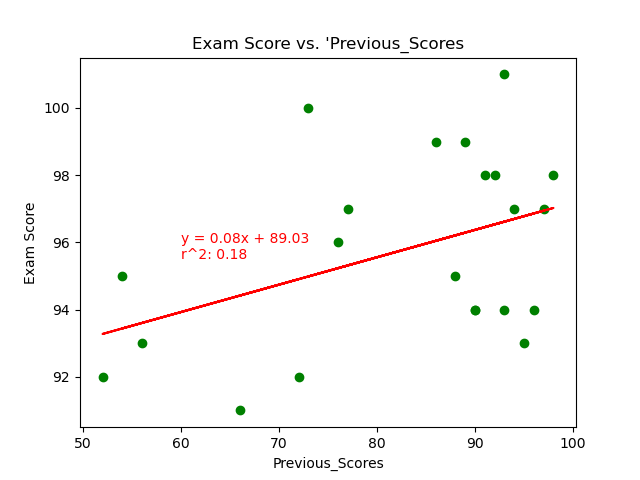 Exam Score vs. 'Previous_Scores
100
98
96
94
92
Exam Score
y = 0.08x + 89.03
r^2: 0.18
50 60 70 80 90 100
Previous_Scores